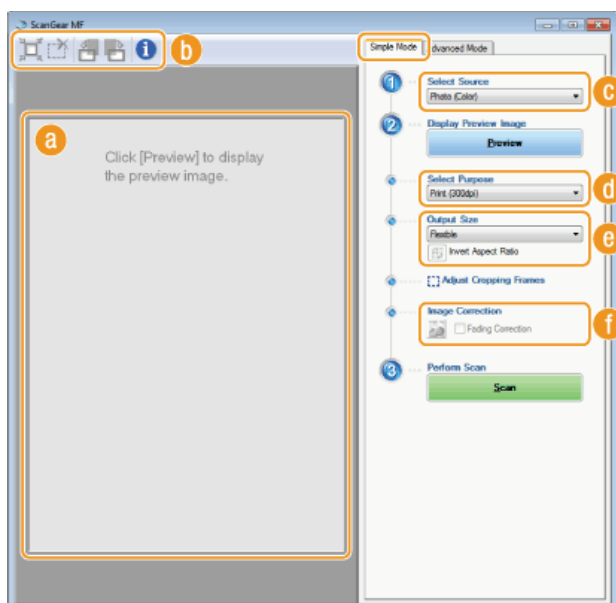 ScanGear MF
b
Simple Mode
Advanced Mode
a
Click [Preview] to display
the preview image.
1
Select Source
Photo (Color)
c
2
Display Preview Image
Preview
Select Purpose
Print (300dpi)
d
Output Size
Flexible
Invert Aspect Ratio
e
Adjust Cropping Frames
Image Correction
Fading Correction
f
3
Perform Scan
Scan